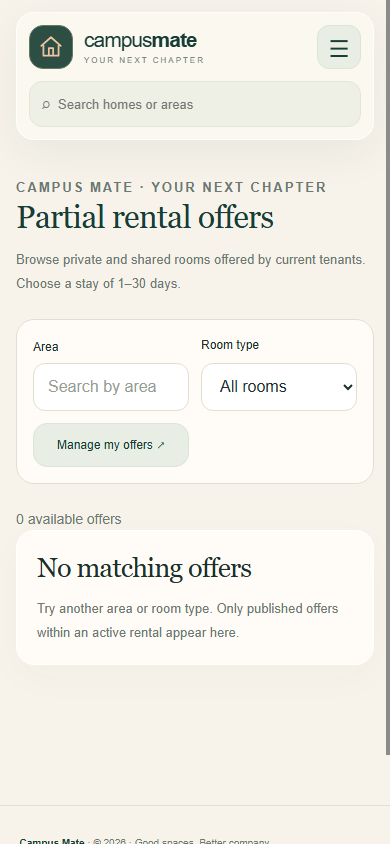 campusmate
YOUR NEXT CHAPTER
Search homes or areas
CAMPUS MATE · YOUR NEXT CHAPTER
Partial rental offers
Browse private and shared rooms offered by current tenants.
Choose a stay of 1–30 days.
Area
Room type
Search by area
All rooms
Manage my offers ↗
0 available offers
No matching offers
Try another area or room type. Only published offers
within an active rental appear here.
Campus Mate · © 2026 · Good spaces. Better company.